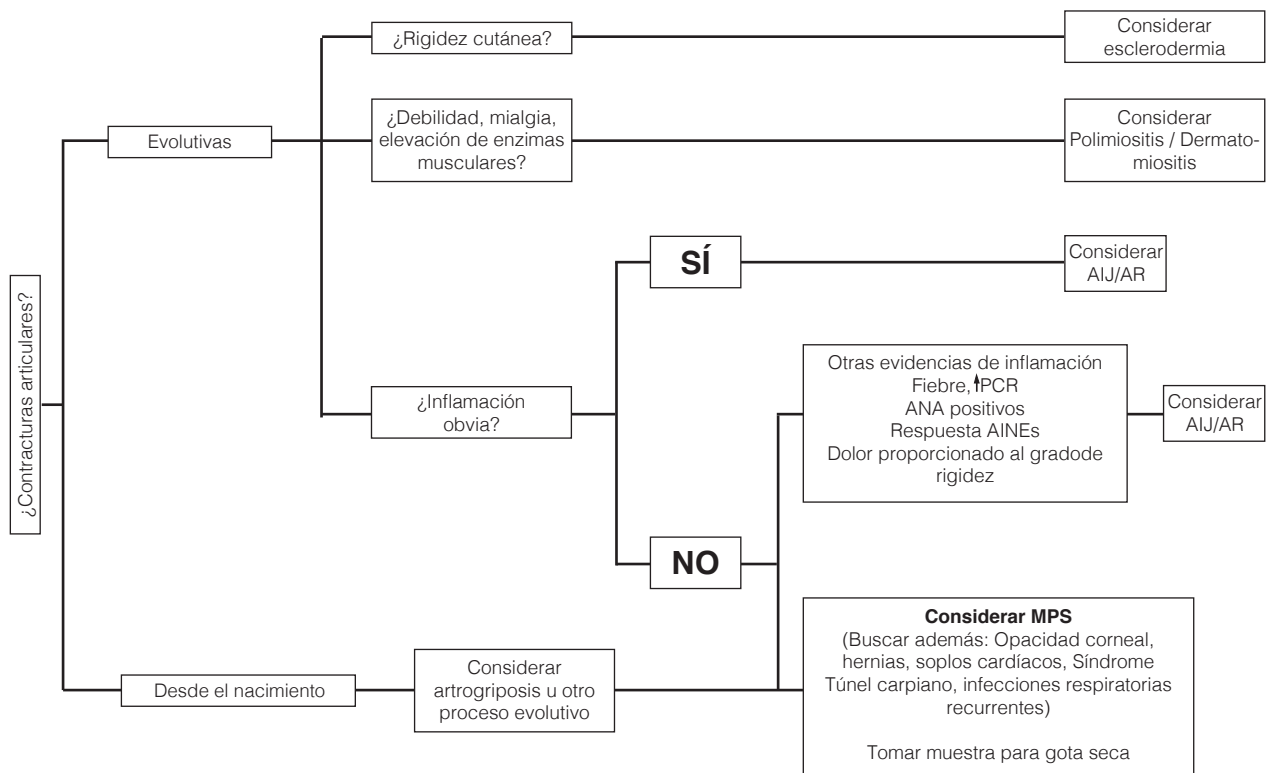 ¿Contracturas articulares?
Evolutivas
¿Rigidez cutánea?
Considerar
esclerodermia
¿Debilidad, mialgia,
elevación de enzimas
musculares?
Considerar
Polimiositis / Dermato-
miositis
¿Inflamación
obvia?
SÍ
Considerar
AIJ/AR
NO
Otras evidencias de inflamación
Fiebre,↑PCR
ANA positivos
Respuesta AINEs
Dolor proporcionado al gradode
rigidez
Considerar
AIJ/AR
Desde el nacimiento
Considerar
artrogriposis u otro
proceso evolutivo
Considerar MPS
(Buscar además: Opacidad corneal,
hernias, soplos cardíacos, Síndrome
Túnel carpiano, infecciones respiratorias
recurrentes)
Tomar muestra para gota seca